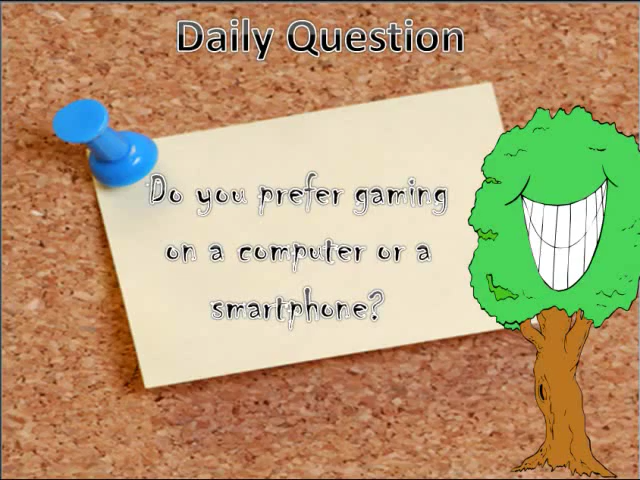 Daily Question
Do you prefer gaming
on a computer or a
smartphone?